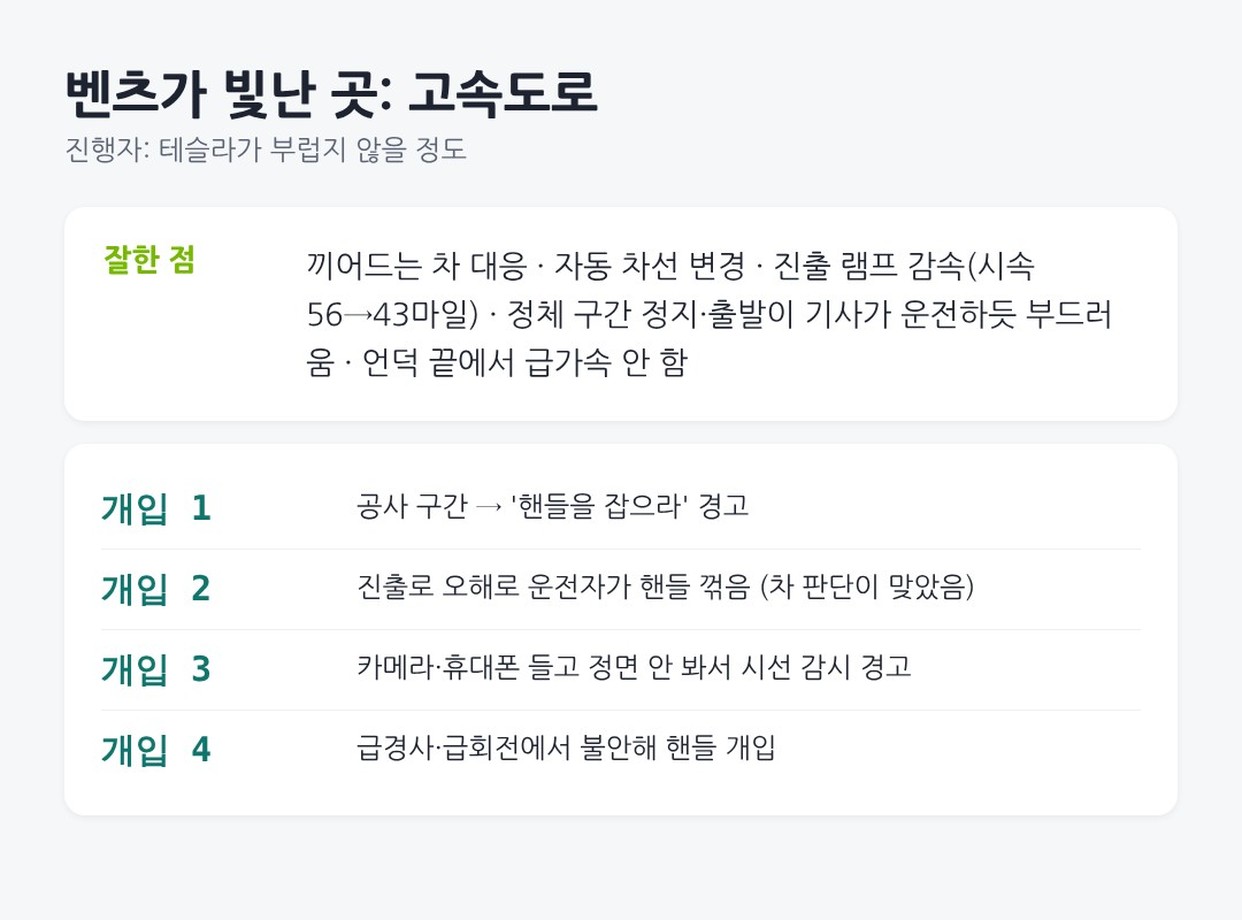 벤츠가 빛난 곳: 고속도로
진행자: 테슬라가 부럽지 않을 정도
잘한 점
끼어드는 차 대응 · 자동 차선 변경 · 진출 램프 감속(시속
56→43마일) · 정체 구간 정지·출발이 기사가 운전하듯 부드러
움 · 언덕 끝에서 급가속 안 함
개입 1 공사 구간 → '핸들을 잡으라' 경고
개입 2 진출로 오해로 운전자가 핸들 꺾음 (차 판단이 맞았음)
개입 3 카메라·휴대폰 들고 정면 안 봐서 시선 감시 경고
개입 4 급경사·급회전에서 불안해 핸들 개입